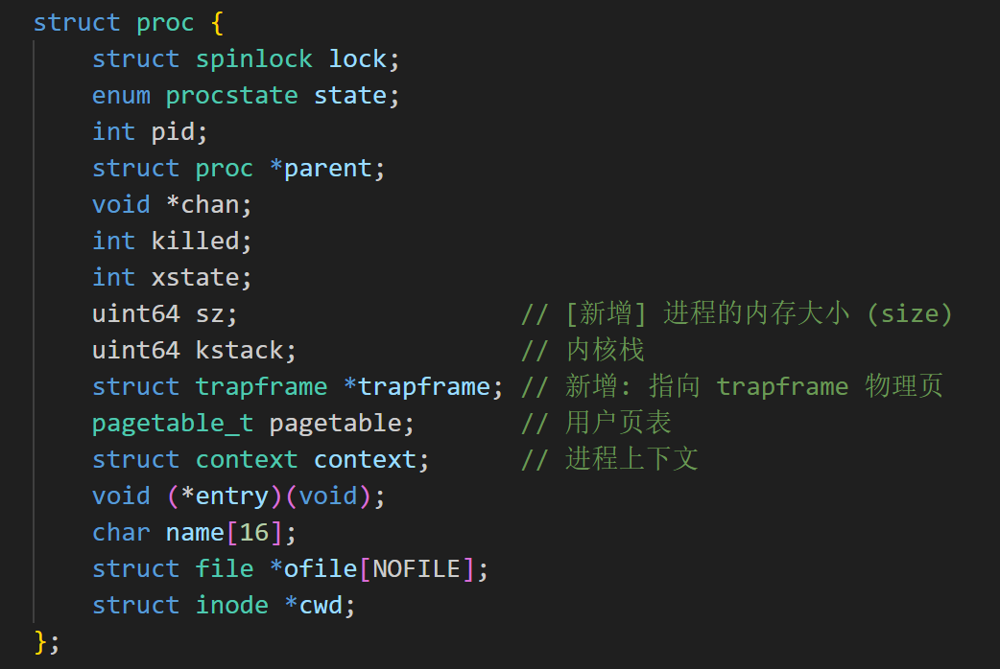 struct proc {
    struct spinlock lock;
    enum procstate state;
    int pid;
    struct proc *parent;
    void *chan;
    int killed;
    int xstate;
    uint64 sz;                   // [新增] 进程的内存大小 (size)
    uint64 kstack;               // 内核栈
    struct trapframe *trapframe; // 新增: 指向 trapframe 物理页
    pagetable_t pagetable;       // 用户页表
    struct context context;      // 进程上下文
    void (*entry)(void);
    char name[16];
    struct file *ofile[NOFILE];
    struct inode *cwd;
};